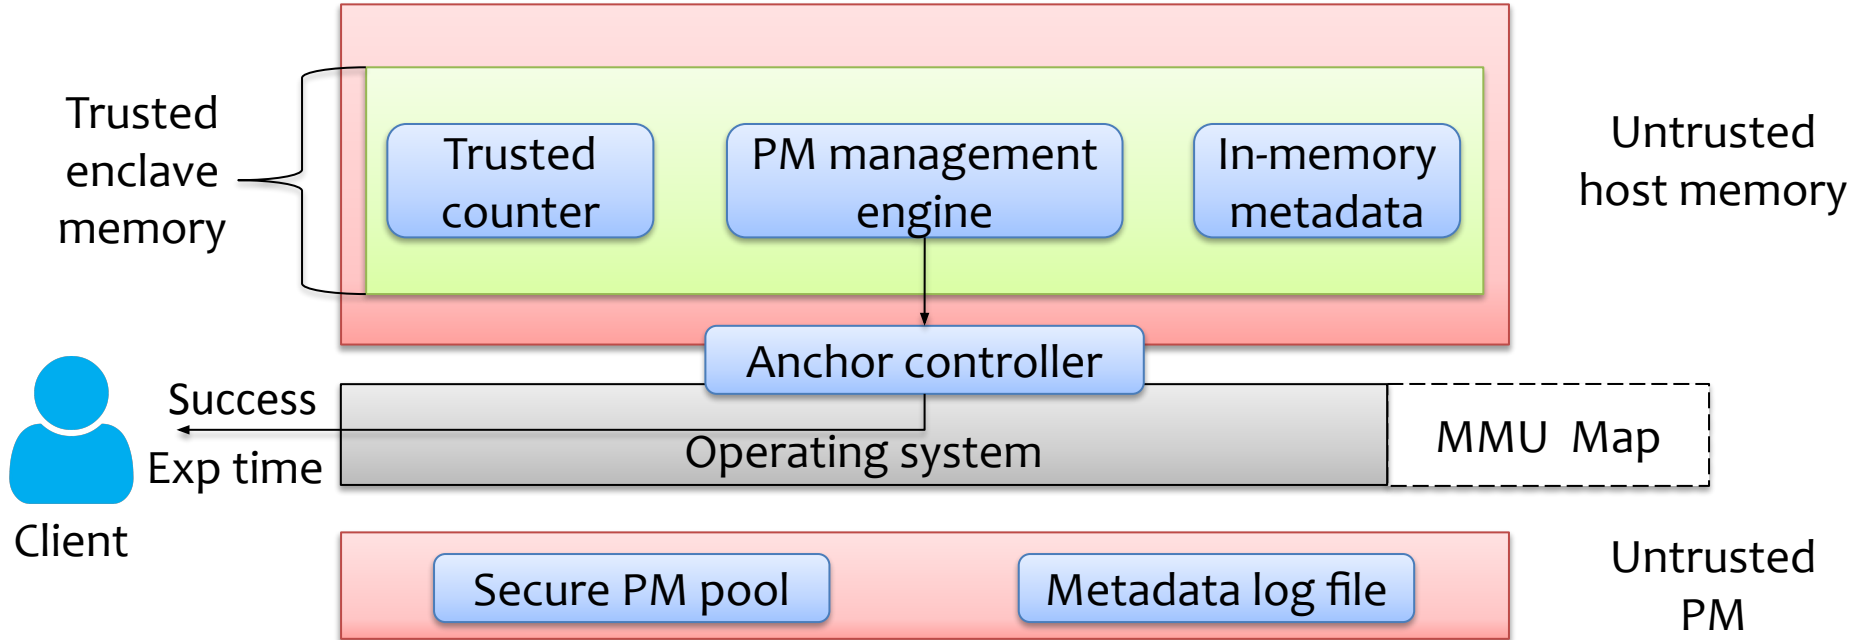 Trusted
enclave
memory
Trusted
counter
PM management
engine
In-memory
metadata
Untrusted
host memory
Anchor controller
Success
Exp time
Operating system
MMU Map
Client
Secure PM pool
Metadata log file
Untrusted
PM